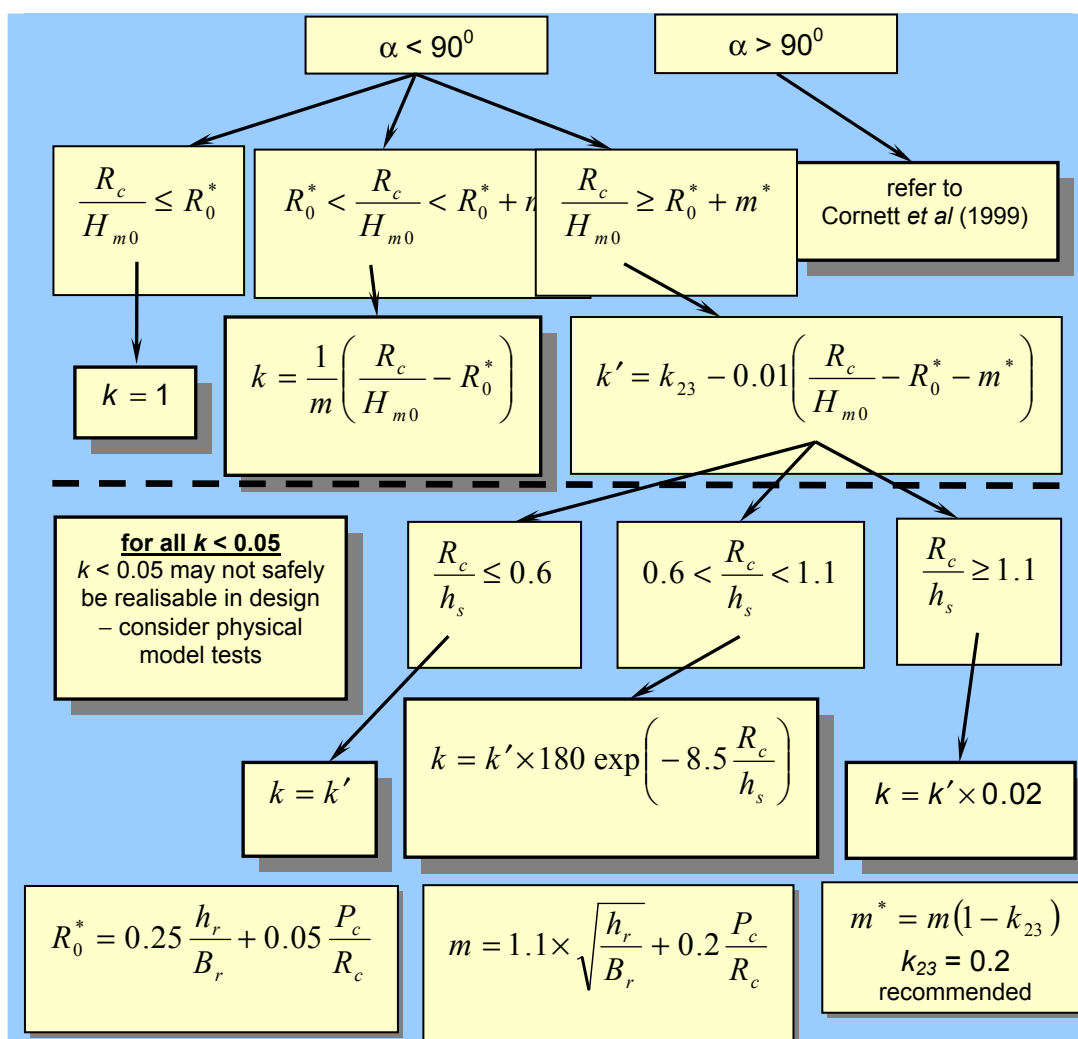 α < 90⁰
α > 90⁰
R_c / H_m0 ≤ R_0^*
R_0^* < R_c / H_m0 < R_0^* + m
R_c / H_m0 ≥ R_0^* + m^*
refer to
Cornett et al (1999)
k = 1
k = 1/m (R_c / H_m0 − R_0^*)
k′ = k_23 − 0.01(R_c / H_m0 − R_0^* − m^*)
for all k < 0.05
k < 0.05 may not safely
be realisable in design
– consider physical
model tests
R_c / h_s ≤ 0.6
0.6 < R_c / h_s < 1.1
R_c / h_s ≥ 1.1
k = k′
k = k′ × 180 exp(− 8.5 R_c / h_s)
k = k′ × 0.02
R_0^* = 0.25 h_r / B_r + 0.05 P_c / R_c
m = 1.1 × √(h_r / B_r) + 0.2 P_c / R_c
m^* = m(1 − k_23)
k_23 = 0.2
recommended